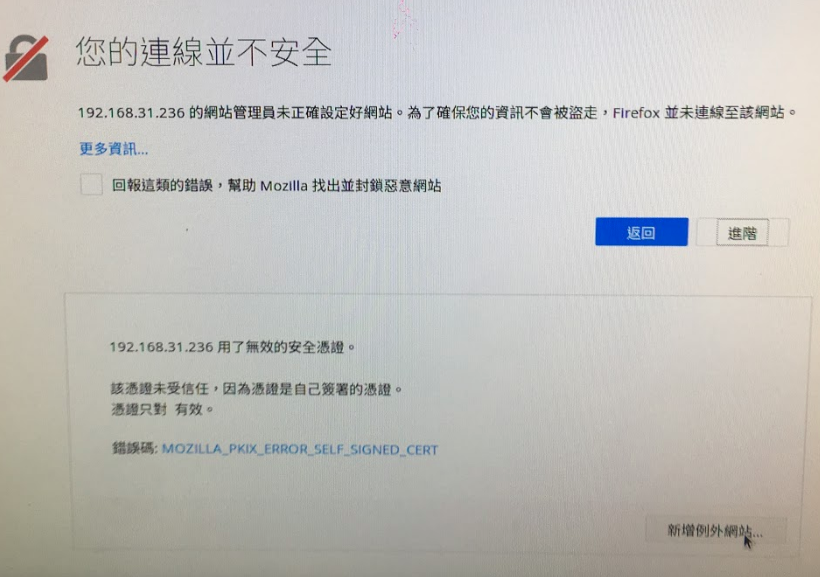 您的連線並不安全
192.168.31.236 的網站管理員未正確設定好網站。為了確保您的資訊不會被盜走，Firefox 並未連線至該網站。
更多資訊...
回報這類的錯誤，幫助 Mozilla 找出並封鎖惡意網站
返回 進階
192.168.31.236 用了無效的安全憑證。
該憑證未受信任，因為憑證是自己簽署的憑證。
憑證只對 有效。
錯誤碼: MOZILLA_PKIX_ERROR_SELF_SIGNED_CERT
新增例外網站...